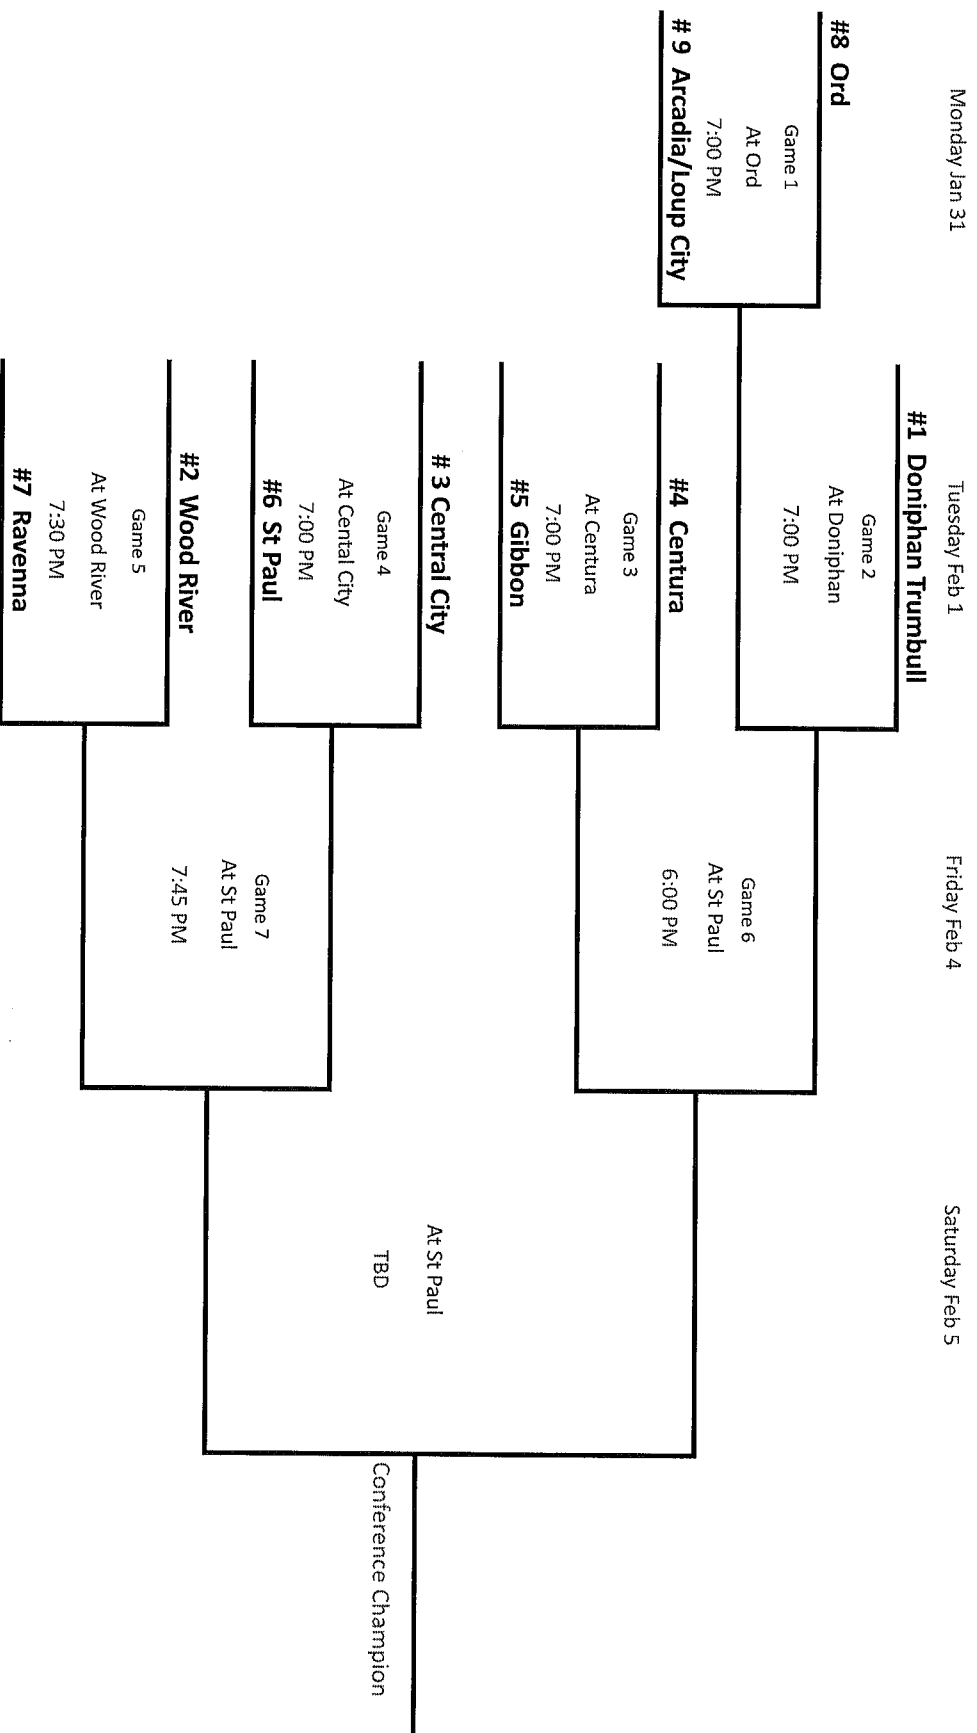 Monday Jan 31
Tuesday Feb 1
Friday Feb 4
Saturday Feb 5
#1 Doniphan Trumbull
Game 2
At Doniphan
7:00 PM
#8 Ord
Game 1
At Ord
7:00 PM
# 9 Arcadia/Loup City
Game 6
At St Paul
6:00 PM
#4 Centura
Game 3
At Centura
7:00 PM
#5 Gibbon
At St Paul
TBD
Conference Champion
# 3 Central City
Game 4
At Cental City
7:00 PM
#6 St Paul
Game 7
At St Paul
7:45 PM
#2 Wood River
Game 5
At Wood River
7:30 PM
#7 Ravenna